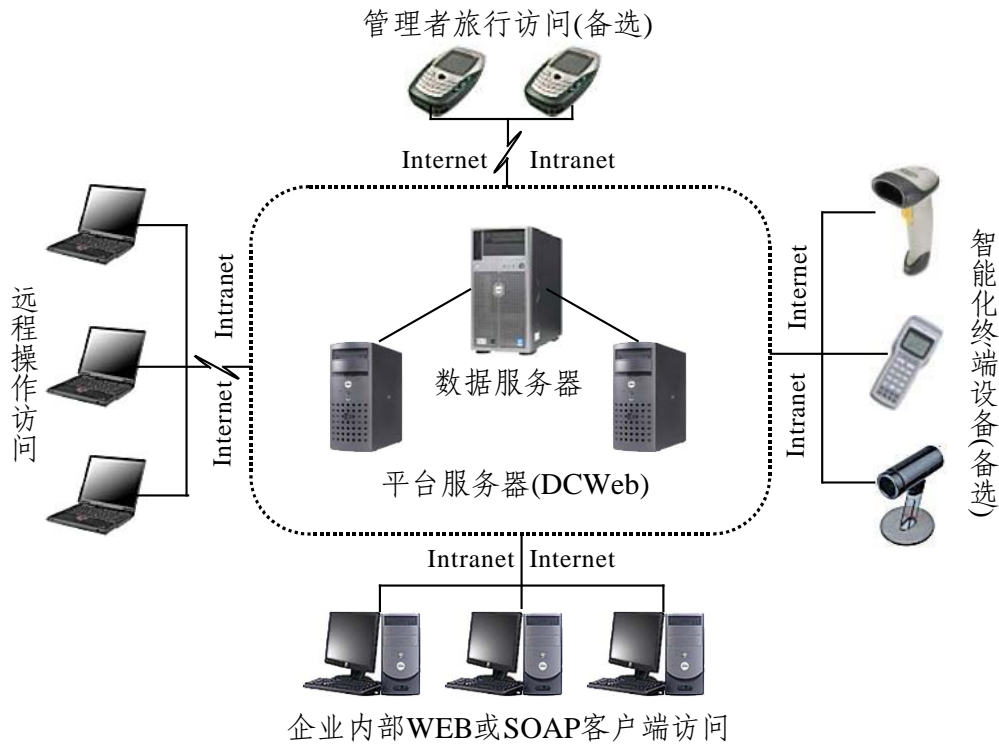 管理者旅行访问(备选)
Internet
Intranet
远程操作访问
Intranet
Internet
数据服务器
平台服务器(DCWeb)
Internet
Intranet
智能化终端设备(备选)
Intranet
Internet
企业内部WEB或SOAP客户端访问